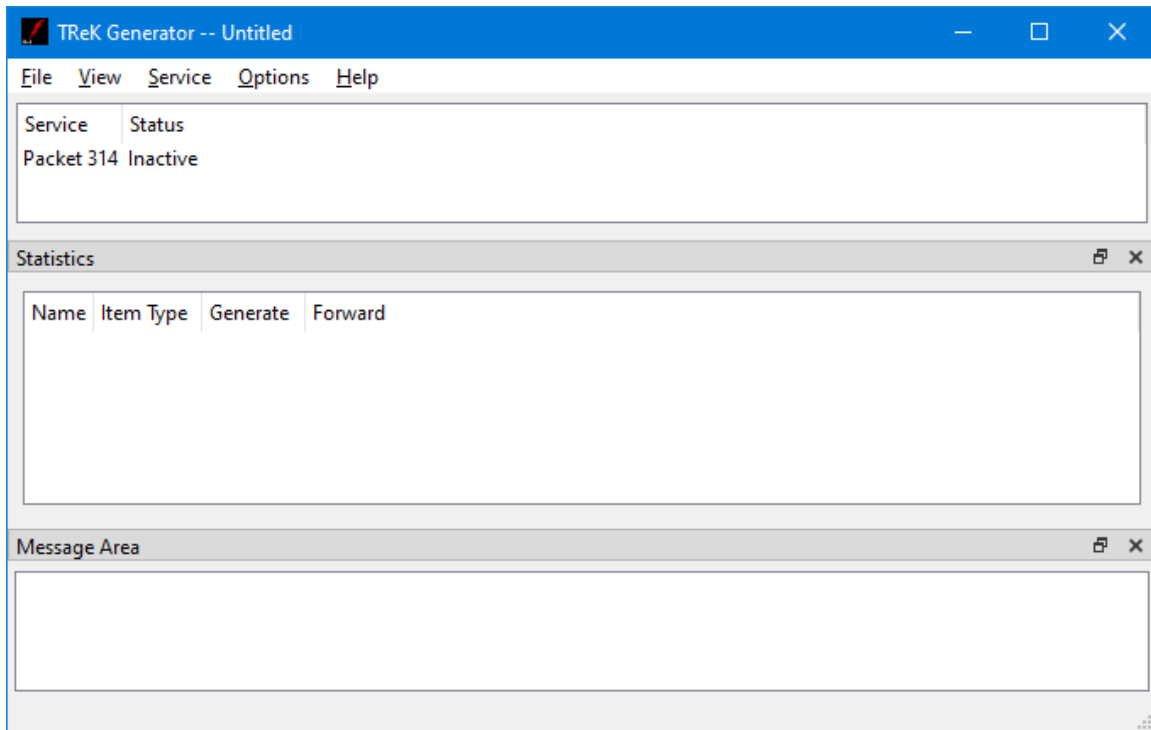 TReK Generator -- Untitled
File View Service Options Help
Service Status
Packet 314 Inactive
Statistics
Name Item Type Generate Forward
Message Area